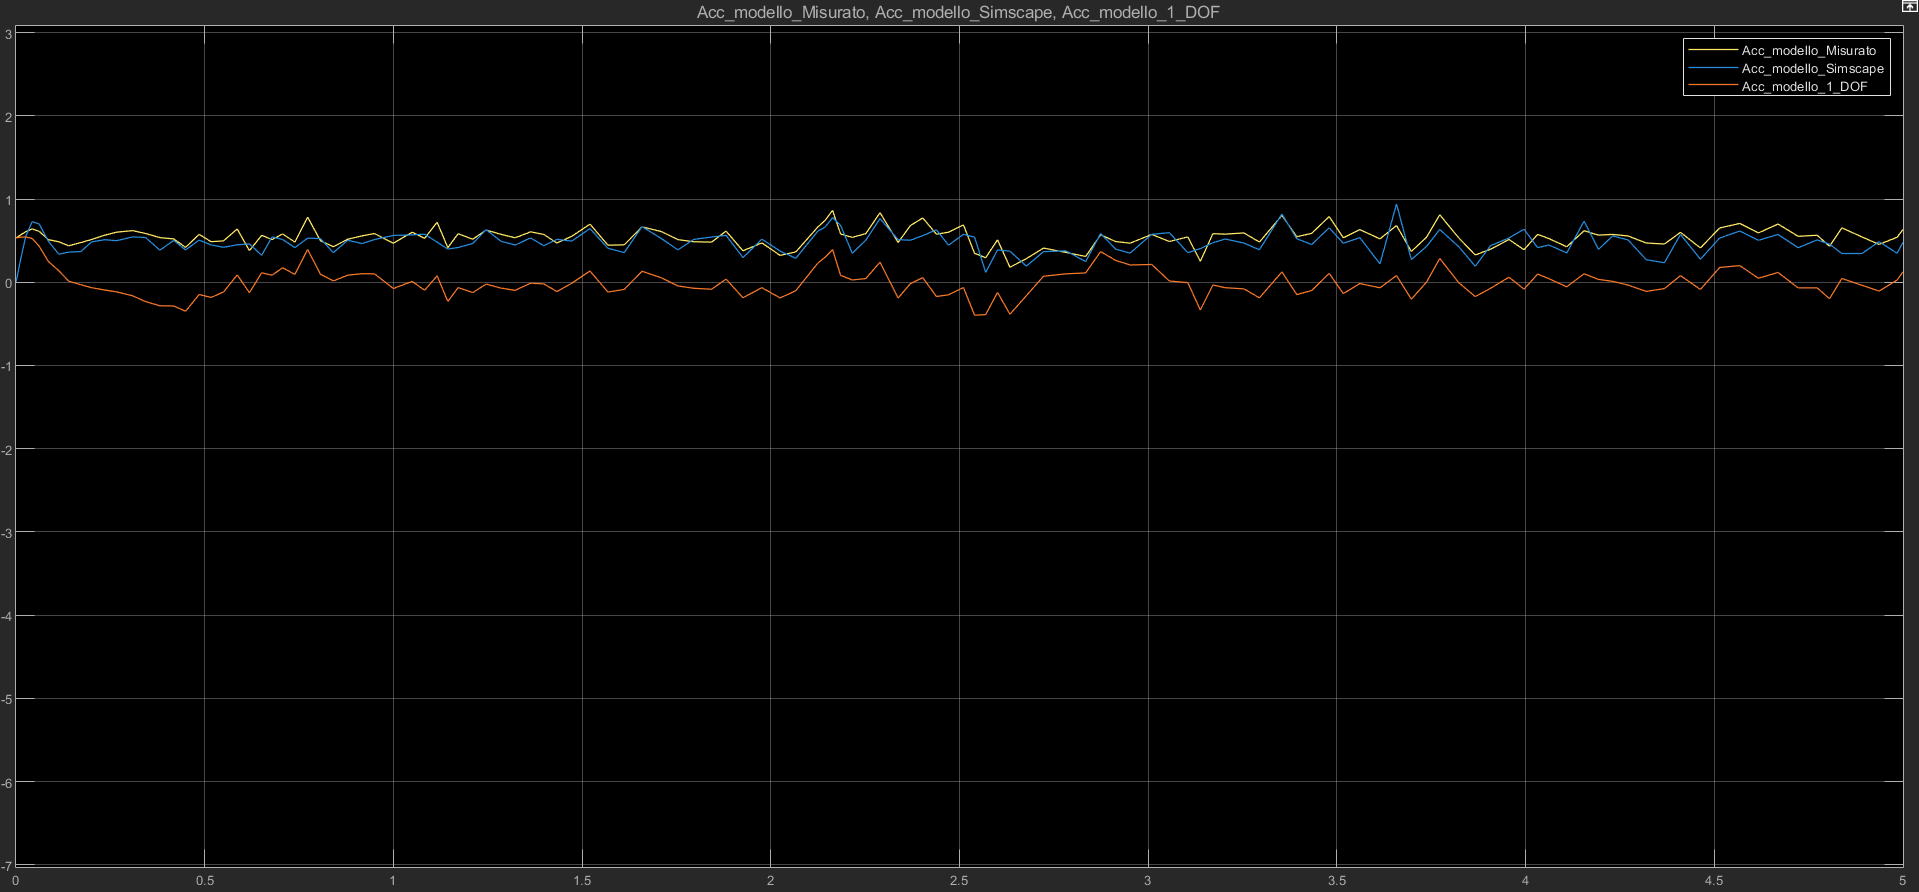 Acc_modello_Misurato, Acc_modello_Simscape, Acc_modello_1_DOF
Acc_modello_Misurato
Acc_modello_Simscape
Acc_modello_1_DOF
3
2
1
0
-1
-2
-3
-4
-5
-6
-7
0 0.5 1 1.5 2 2.5 3 3.5 4 4.5 5